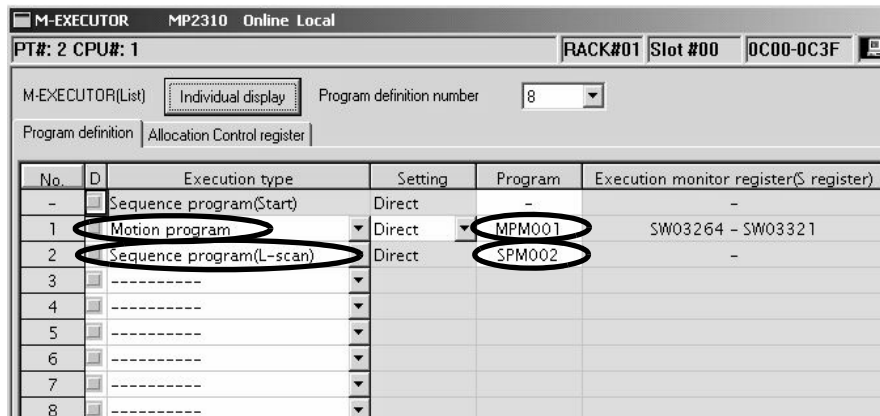 M-EXECUTOR MP2310 Online Local
PT#: 2 CPU#: 1 RACK#01 Slot #00 0C00-0C3F
M-EXECUTOR(List) Individual display Program definition number 8
Program definition Allocation Control register
No. D Execution type Setting Program Execution monitor register(S register)
- Sequence program(Start) Direct - -
1 Motion program Direct MPM001 SW03264 - SW03321
2 Sequence program(L-scan) Direct SPM002 -
3 ----------
4 ----------
5 ----------
6 ----------
7 ----------
8 ----------